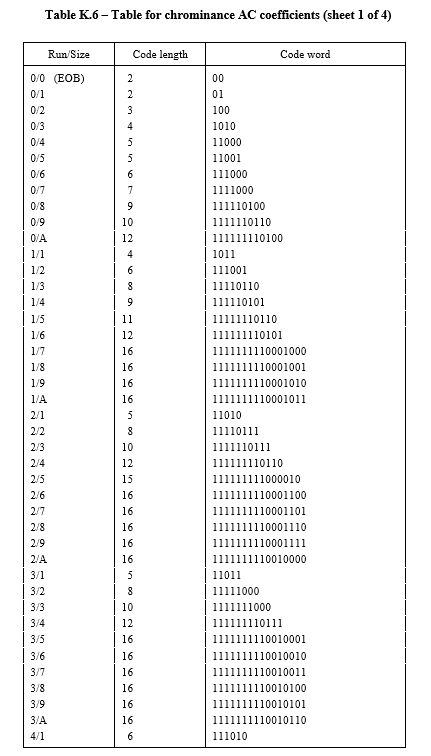 Table K.6 – Table for chrominance AC coefficients (sheet 1 of 4)
Run/Size Code length Code word
0/0 (EOB) 2 00
0/1 2 01
0/2 3 100
0/3 4 1010
0/4 5 11000
0/5 5 11001
0/6 6 111000
0/7 7 1111000
0/8 9 111110100
0/9 10 1111110110
0/A 12 111111110100
1/1 4 1011
1/2 6 111001
1/3 8 11110110
1/4 9 111110101
1/5 11 11111110110
1/6 12 111111110101
1/7 16 1111111110001000
1/8 16 1111111110001001
1/9 16 1111111110001010
1/A 16 1111111110001011
2/1 5 11010
2/2 8 11110111
2/3 10 1111110111
2/4 12 111111110110
2/5 15 111111111000010
2/6 16 1111111110001100
2/7 16 1111111110001101
2/8 16 1111111110001110
2/9 16 1111111110001111
2/A 16 1111111110010000
3/1 5 11011
3/2 8 11111000
3/3 10 1111111000
3/4 12 111111110111
3/5 16 1111111110010001
3/6 16 1111111110010010
3/7 16 1111111110010011
3/8 16 1111111110010100
3/9 16 1111111110010101
3/A 16 1111111110010110
4/1 6 111010